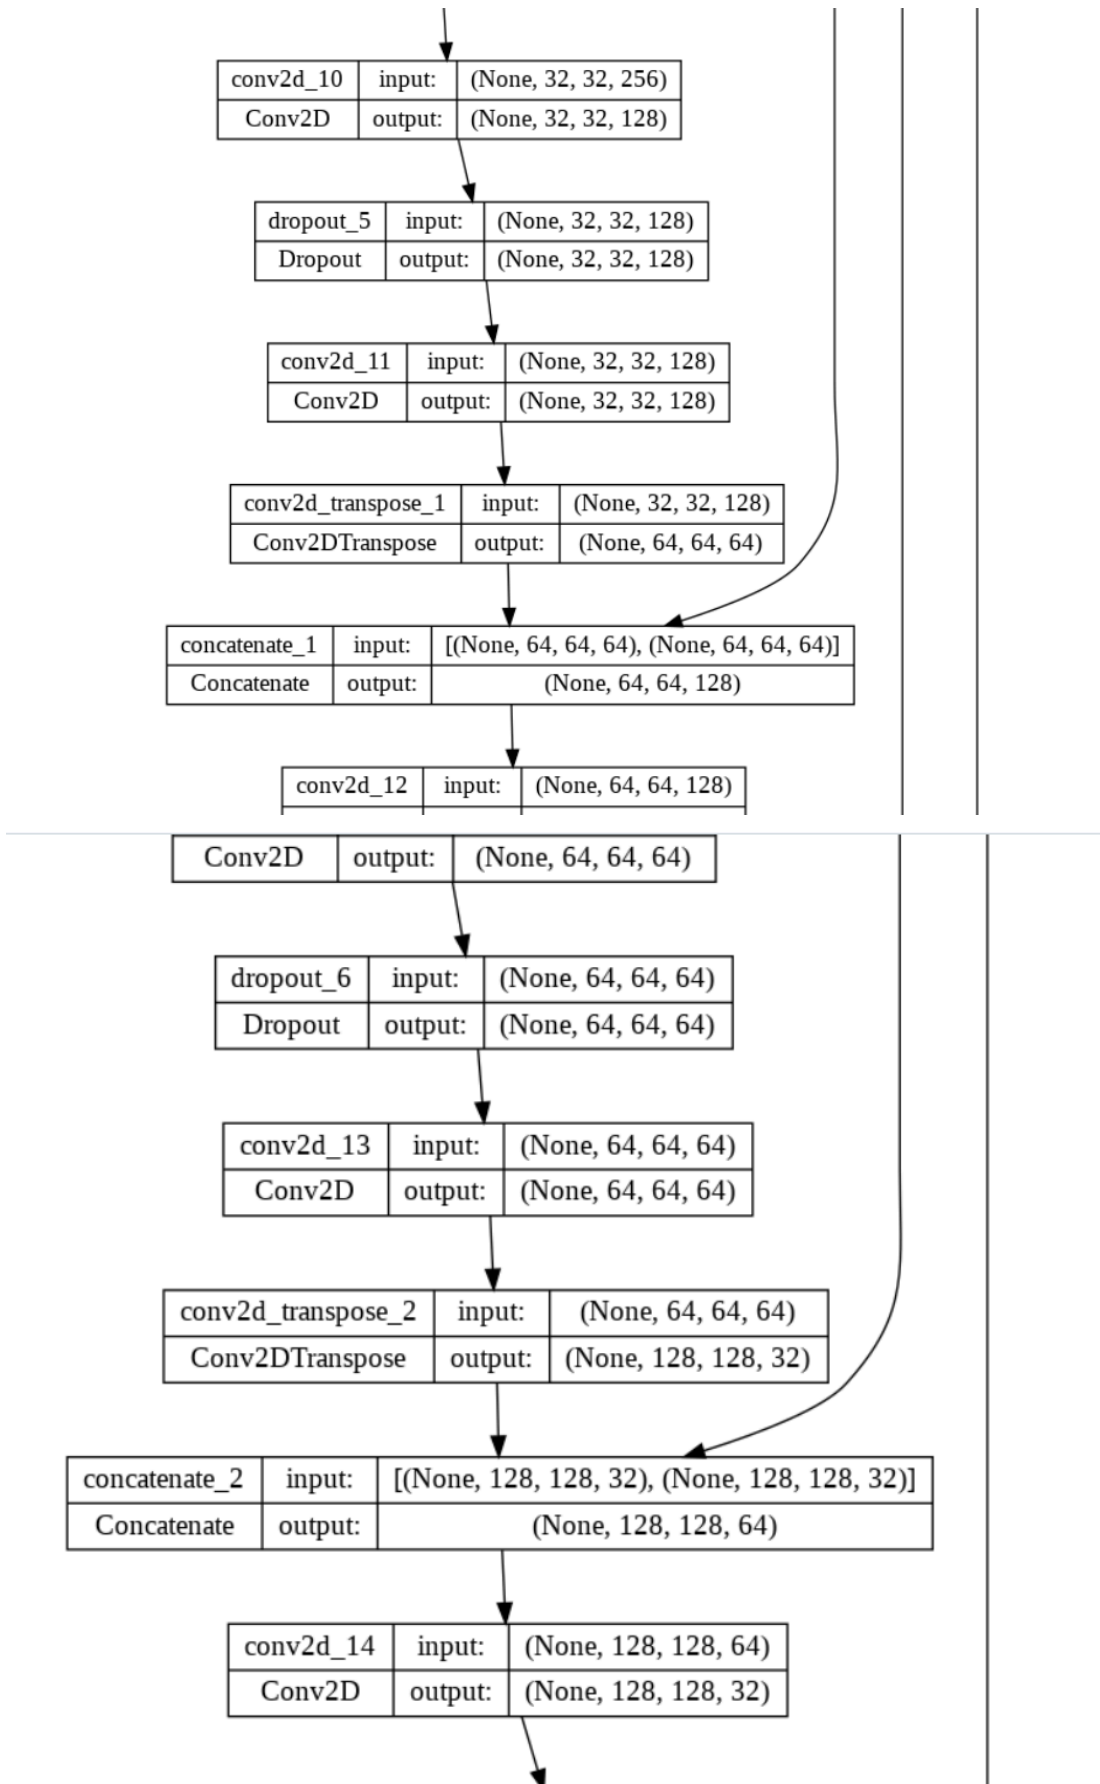 conv2d_10 input: (None, 32, 32, 256)
Conv2D output: (None, 32, 32, 128)
dropout_5 input: (None, 32, 32, 128)
Dropout output: (None, 32, 32, 128)
conv2d_11 input: (None, 32, 32, 128)
Conv2D output: (None, 32, 32, 128)
conv2d_transpose_1 input: (None, 32, 32, 128)
Conv2DTranspose output: (None, 64, 64, 64)
concatenate_1 input: [(None, 64, 64, 64), (None, 64, 64, 64)]
Concatenate output: (None, 64, 64, 128)
conv2d_12 input: (None, 64, 64, 128)
Conv2D output: (None, 64, 64, 64)
dropout_6 input: (None, 64, 64, 64)
Dropout output: (None, 64, 64, 64)
conv2d_13 input: (None, 64, 64, 64)
Conv2D output: (None, 64, 64, 64)
conv2d_transpose_2 input: (None, 64, 64, 64)
Conv2DTranspose output: (None, 128, 128, 32)
concatenate_2 input: [(None, 128, 128, 32), (None, 128, 128, 32)]
Concatenate output: (None, 128, 128, 64)
conv2d_14 input: (None, 128, 128, 64)
Conv2D output: (None, 128, 128, 32)